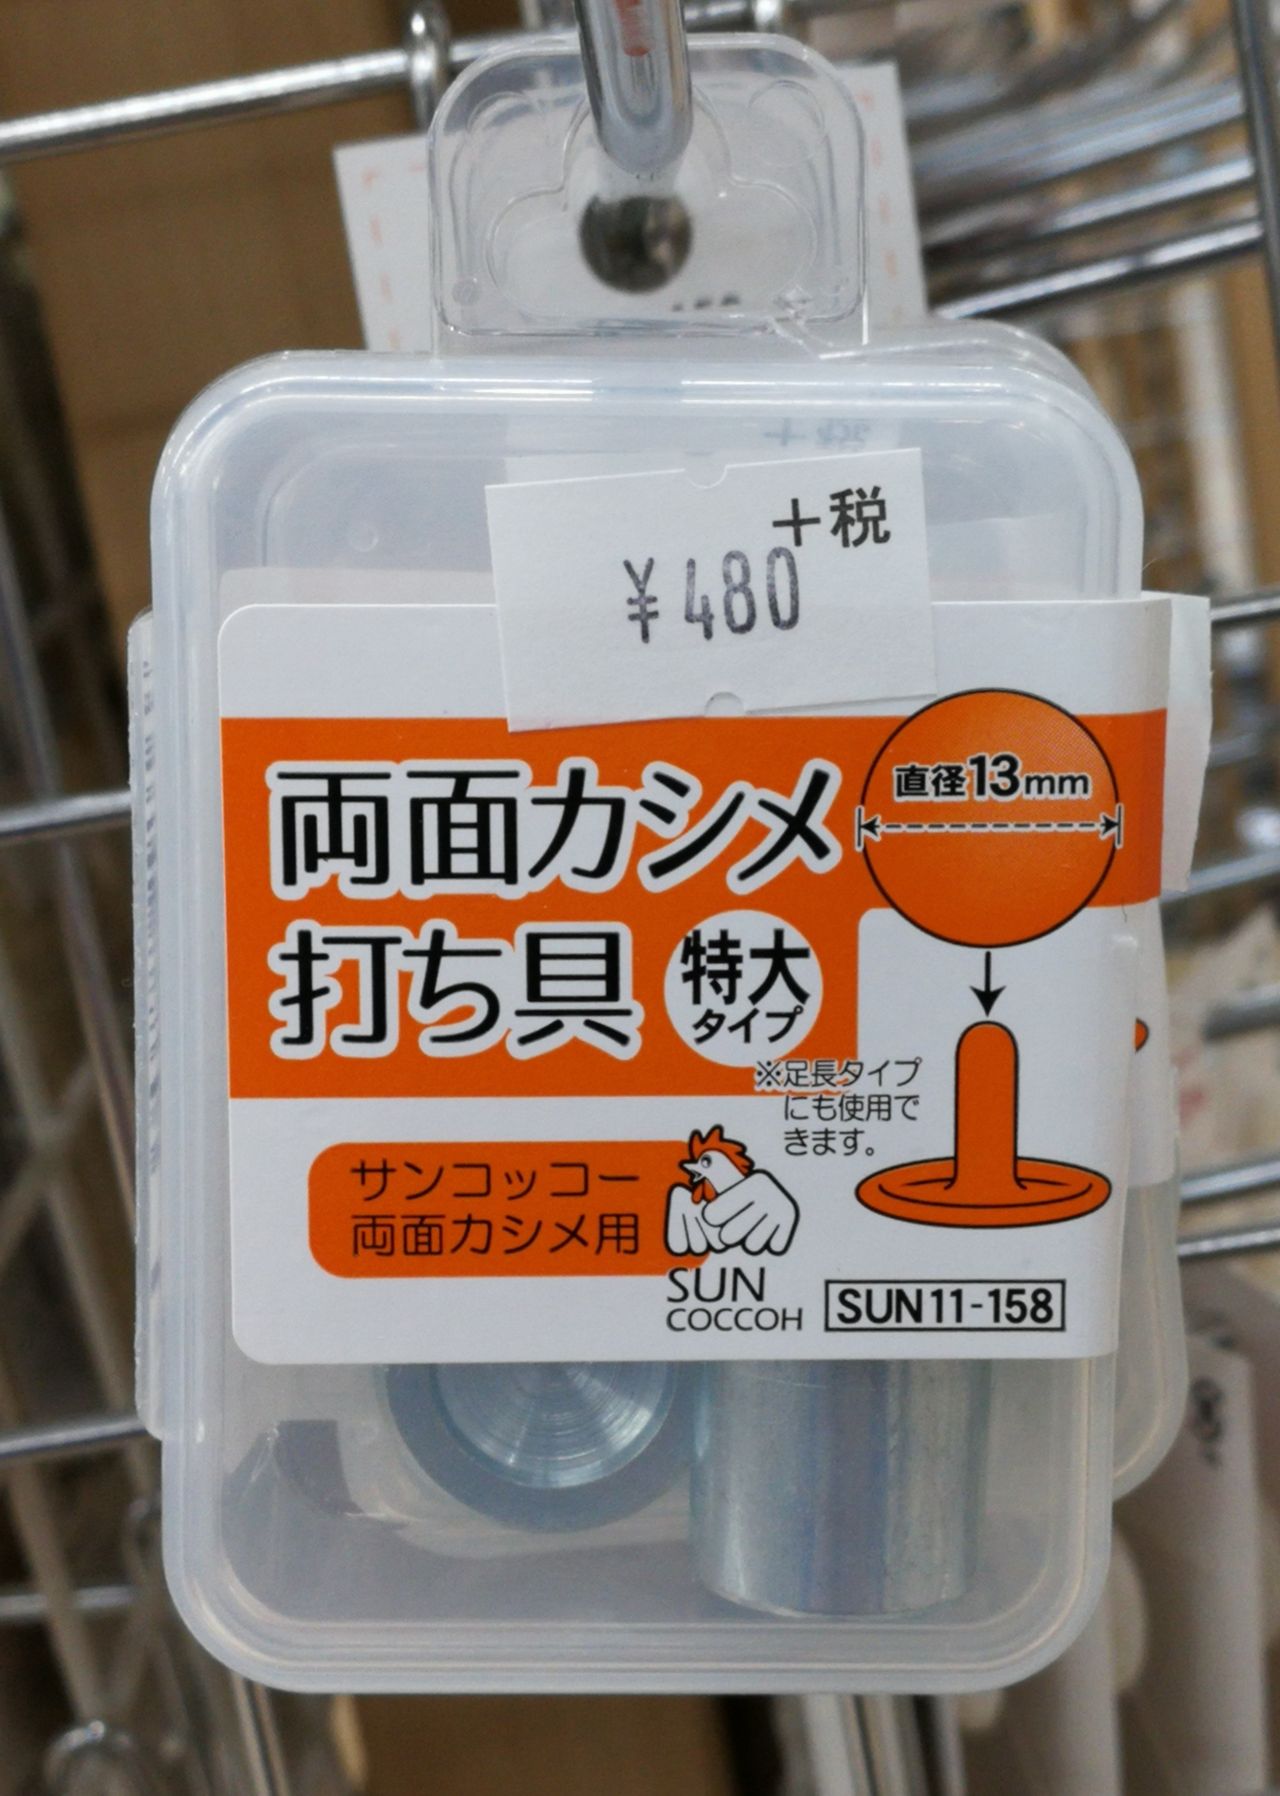 +税
¥480
両面カシメ
打ち具
特大
タイプ
直径13mm
※足長タイプ
にも使用で
きます。
サンコッコー
両面カシメ用
SUN
COCCOH
SUN11-158